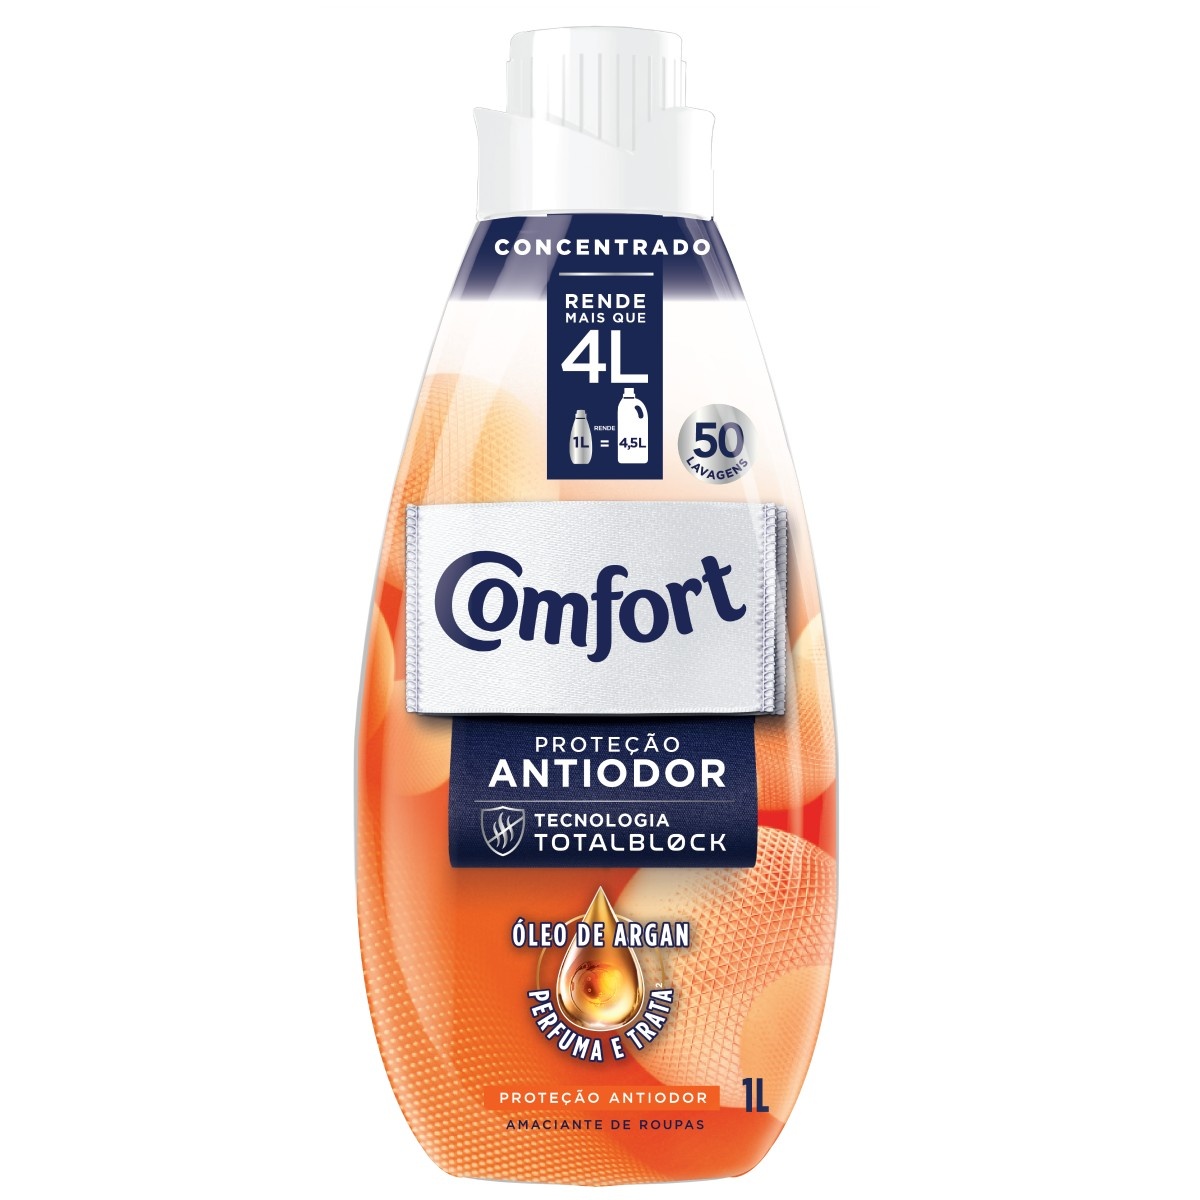 CONCENTRADO
RENDE
MAIS QUE
4L
1L RENDE = 4,5L
50
LAVAGENS
Comfort
PROTEÇÃO
ANTIODOR
TECNOLOGIA
TOTALBLØCK
ÓLEO DE ARGAN
PERFUMA E TRATA²
PROTEÇÃO ANTIODOR
1L
AMACIANTE DE ROUPAS